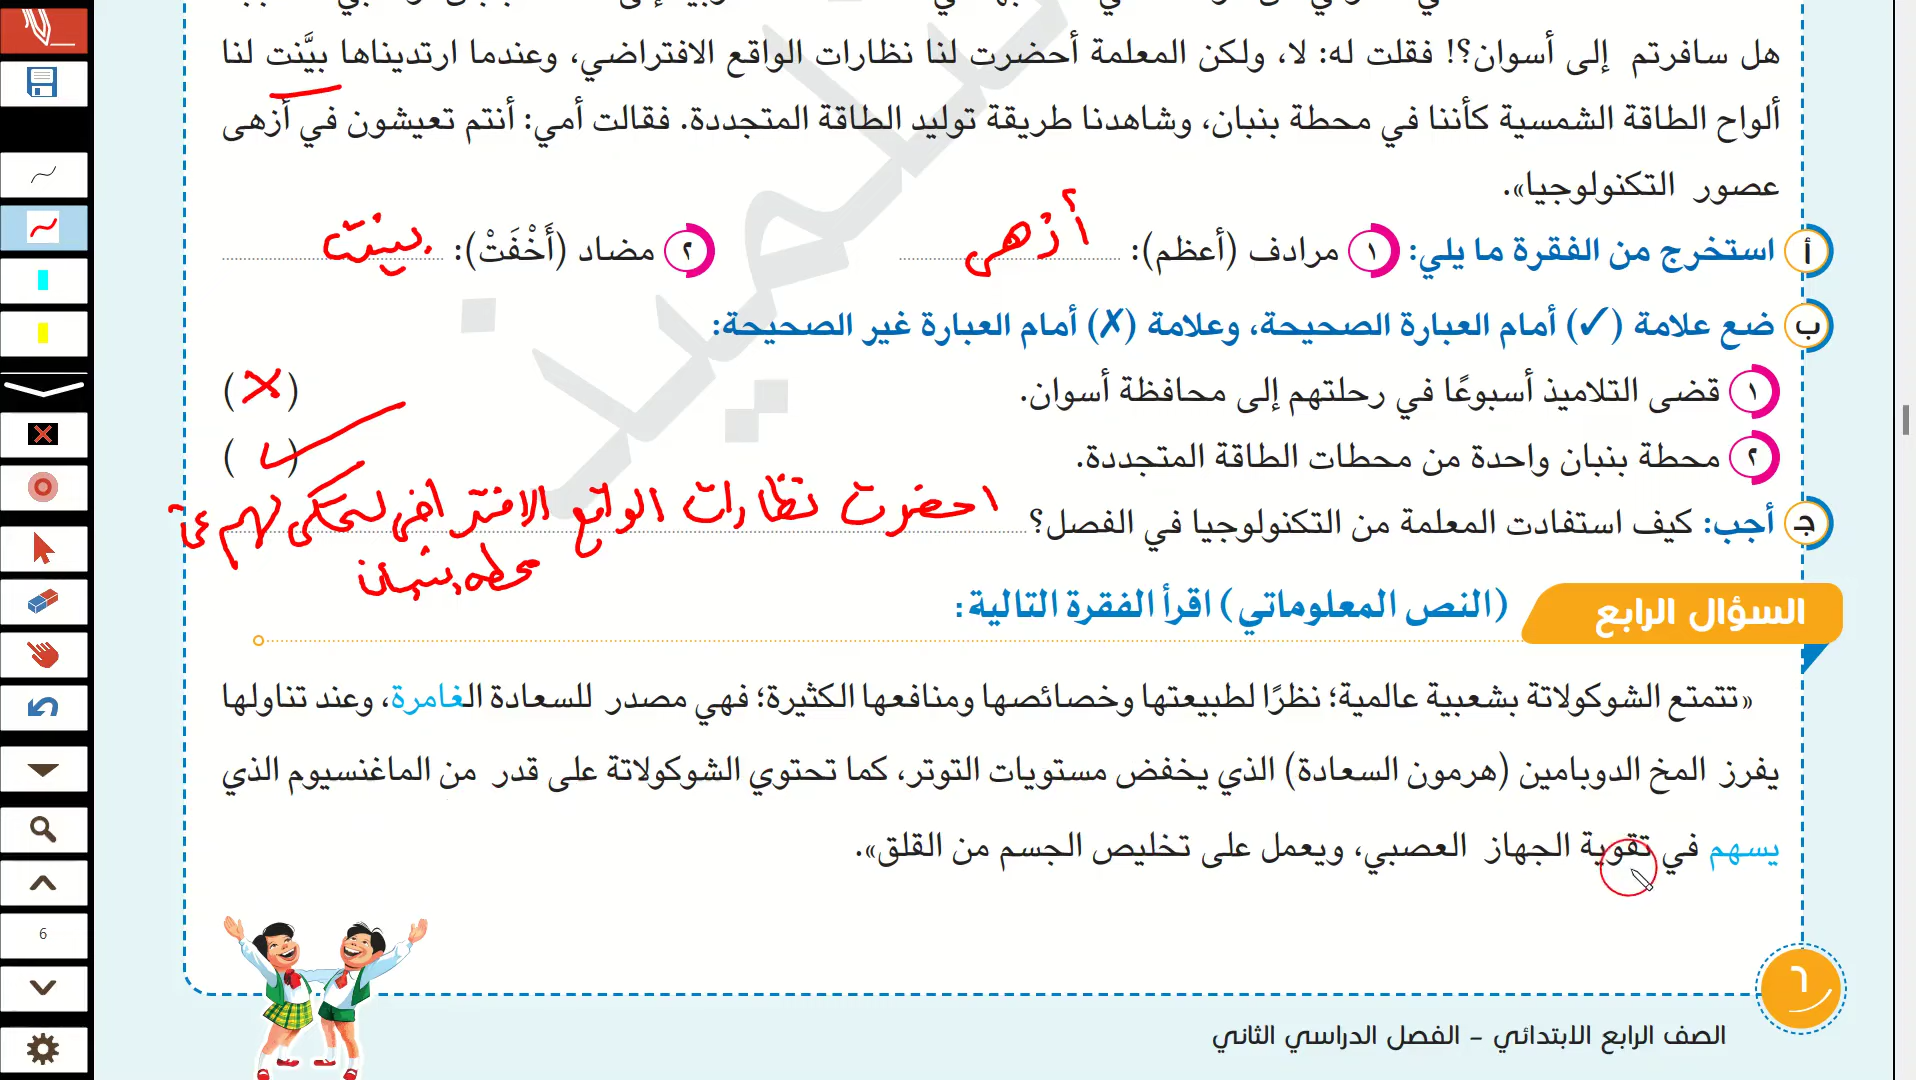 هل سافرتم إلى أسوان؟! فقلت له: لا، ولكن المعلمة أحضرت لنا نظارات الواقع الافتراضي، وعندما ارتديناها بيَّنت لنا
ألواح الطاقة الشمسية كأننا في محطة بنبان، وشاهدنا طريقة توليد الطاقة المتجددة. فقالت أمي: أنتم تعيشون في أزهى
عصور التكنولوجيا».
أ استخرج من الفقرة ما يلي: ١ مرادف (أعظم): أزهى ٢ مضاد (أَخْفَتْ): بينت
ب ضع علامة (✓) أمام العبارة الصحيحة، وعلامة (✗) أمام العبارة غير الصحيحة:
١ قضى التلاميذ أسبوعًا في رحلتهم إلى محافظة أسوان. (✗)
٢ محطة بنبان واحدة من محطات الطاقة المتجددة. (✓)
جـ أجب: كيف استفادت المعلمة من التكنولوجيا في الفصل؟ احضرت نظارات الواقع الافتراضى لتحكى لهم
محطه بنبان
السؤال الرابع (النص المعلوماتي) اقرأ الفقرة التالية:
«تتمتع الشوكولاتة بشعبية عالمية؛ نظرًا لطبيعتها وخصائصها ومنافعها الكثيرة؛ فهي مصدر للسعادة الغامرة، وعند تناولها
يفرز المخ الدوبامين (هرمون السعادة) الذي يخفض مستويات التوتر، كما تحتوي الشوكولاتة على قدر من الماغنسيوم الذي
يسهم في تقوية الجهاز العصبي، ويعمل على تخليص الجسم من القلق».
6
٦
الصف الرابع الابتدائي - الفصل الدراسي الثاني